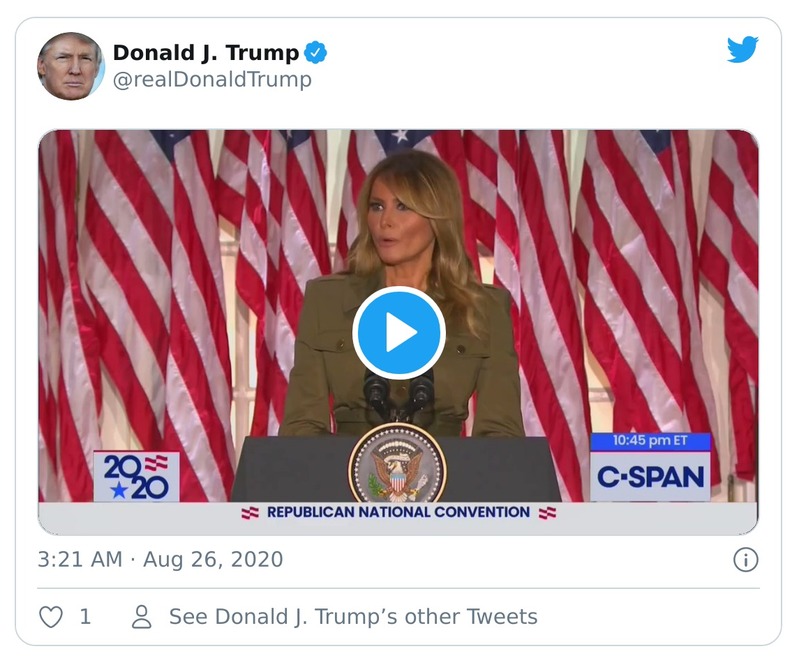 Donald J. Trump
@realDonaldTrump
10:45 pm ET
2020
C-SPAN
REPUBLICAN NATIONAL CONVENTION
3:21 AM · Aug 26, 2020
1
See Donald J. Trump’s other Tweets